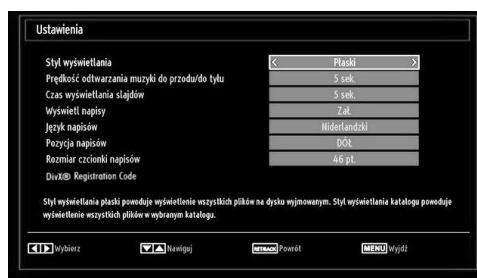 Ustawienia
Styl wyświetlania < Płaski >
Prędkość odtwarzania muzyki do przodu/do tyłu 5 sek.
Czas wyświetlania slajdów 5 sek.
Wyświetl napisy Zał.
Język napisów Niderlandzki
Pozycja napisów DÓŁ
Rozmiar czcionki napisów 46 pt.
DivX® Registration Code
Styl wyświetlania płaski powoduje wyświetlenie wszystkich plików na dysku wyjmowanym. Styl wyświetlania katalogu powoduje
wyświetlenie wszystkich plików w wybranym katalogu.
Wybierz Nawiguj RETBACK Powrót MENU Wyjdź